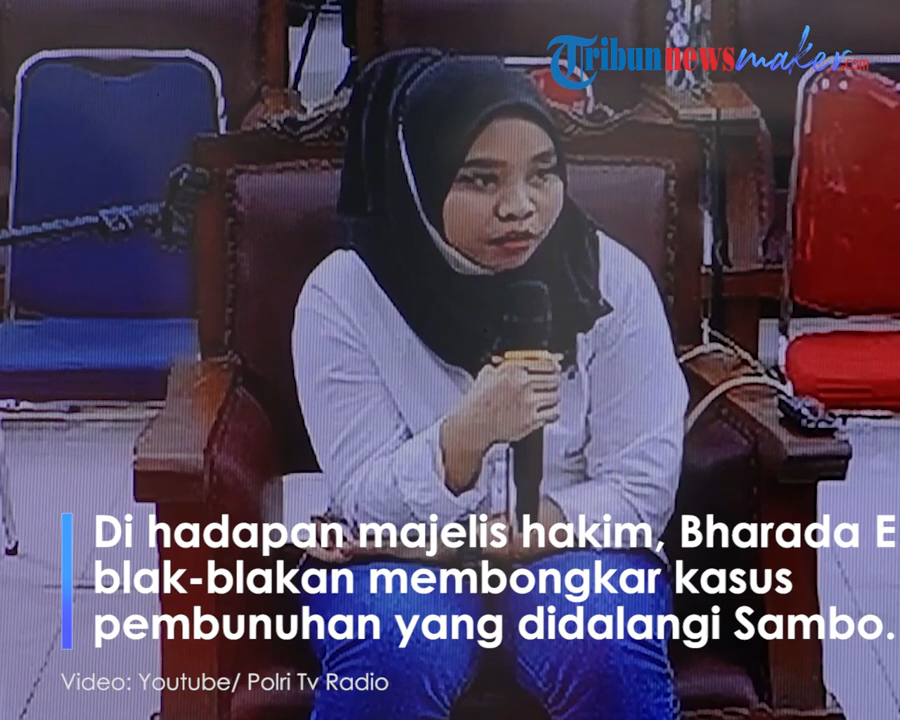 Tribunnewsmaker.com
Di hadapan majelis hakim, Bharada E
blak-blakan membongkar kasus
pembunuhan yang didalangi Sambo.
Video: Youtube/ Polri Tv Radio